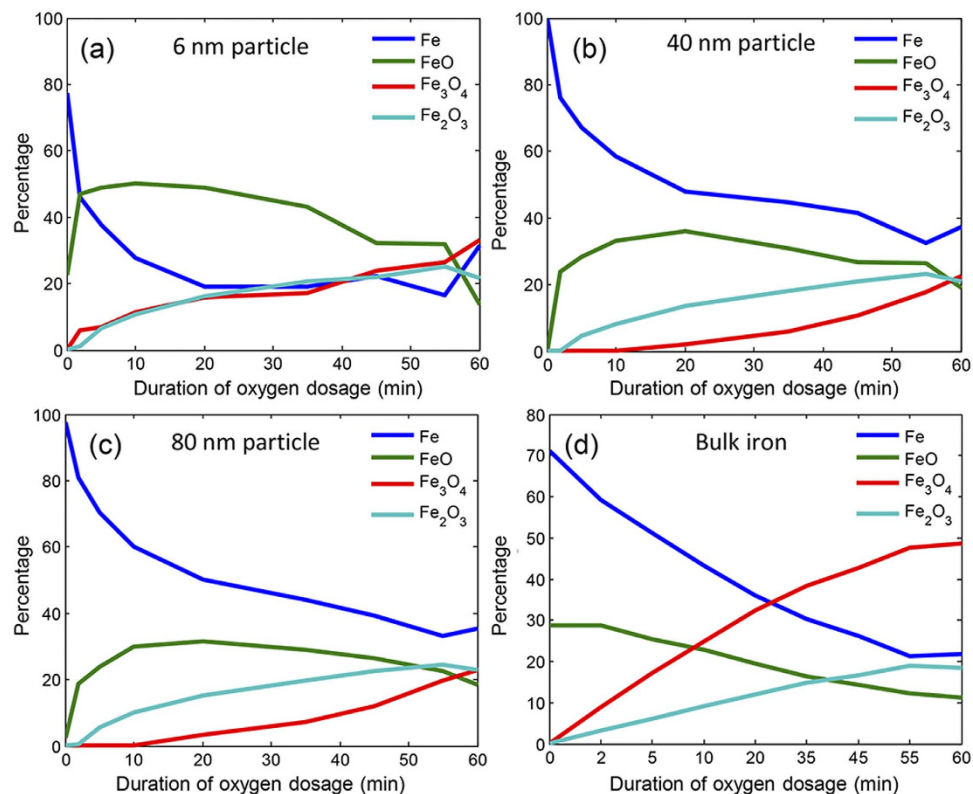 (a) 6 nm particle
Fe
FeO
Fe₃O₄
Fe₂O₃
Percentage
100
80
60
40
20
0
0 10 20 30 40 50 60
Duration of oxygen dosage (min)
(b) 40 nm particle
Fe
FeO
Fe₃O₄
Fe₂O₃
Percentage
100
80
60
40
20
0
0 10 20 30 40 50 60
Duration of oxygen dosage (min)
(c) 80 nm particle
Fe
FeO
Fe₃O₄
Fe₂O₃
Percentage
100
80
60
40
20
0
0 10 20 30 40 50 60
Duration of oxygen dosage (min)
(d) Bulk iron
Fe
FeO
Fe₃O₄
Fe₂O₃
Percentage
80
70
60
50
40
30
20
10
0
0 2 5 10 20 35 45 55 60
Duration of oxygen dosage (min)